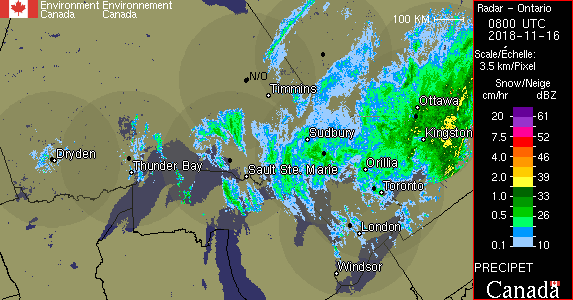 Environment Environnement
Canada Canada
100 KM
Radar - Ontario
0800 UTC
2018-11-16
Scale/Échelle:
3.5 km/Pixel
Snow/Neige
cm/hr dBZ
20 61
7.5 52
4.0 46
2.0 39
1.0 33
0.5 26
0.1 10
PRECIPET
Canada
N/O
Timmins
Ottawa
Sudbury
Kingston
Dryden
Thunder Bay
Sault Ste. Marie
Orillia
Toronto
London
Windsor